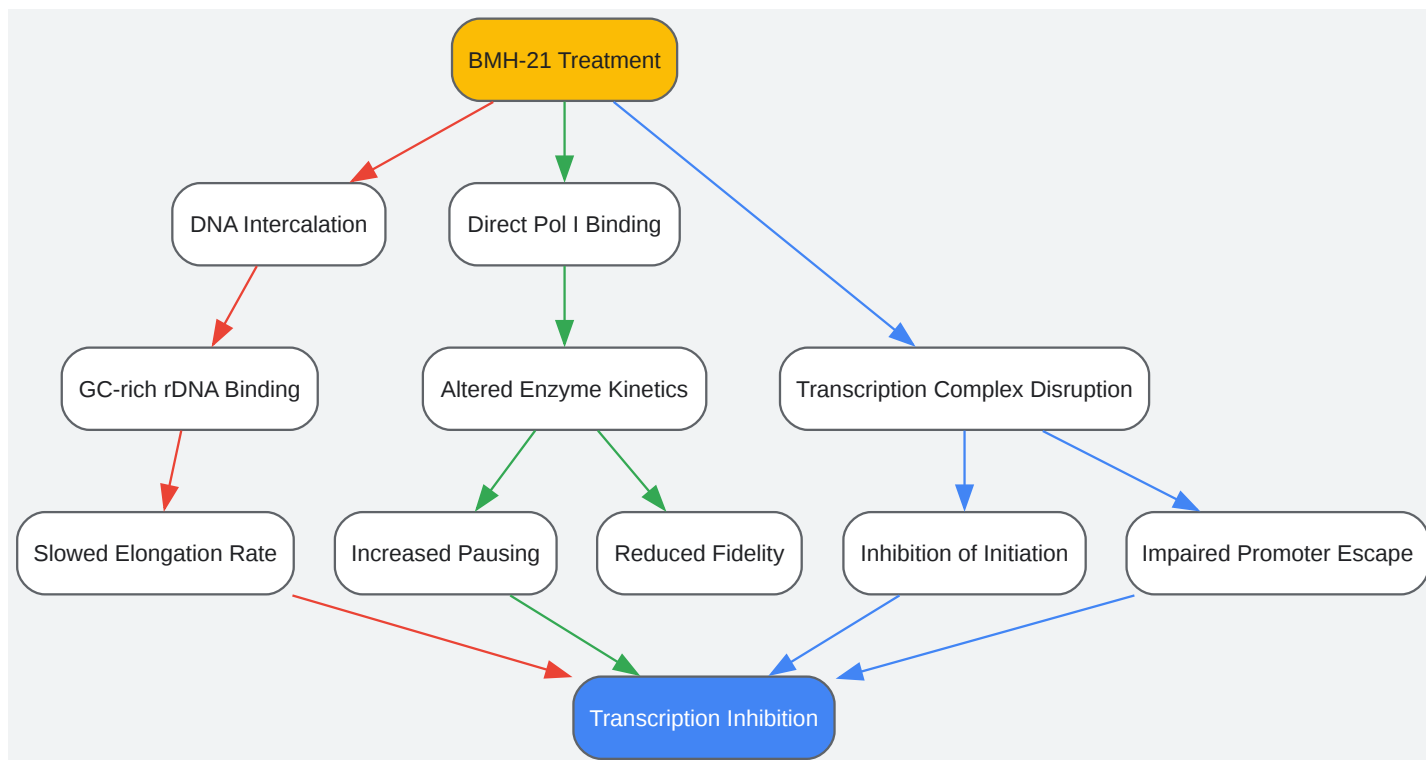 BMH-21 Treatment
DNA Intercalation
Direct Pol I Binding
GC-rich rDNA Binding
Altered Enzyme Kinetics
Transcription Complex Disruption
Slowed Elongation Rate
Increased Pausing
Reduced Fidelity
Inhibition of Initiation
Impaired Promoter Escape
Transcription Inhibition